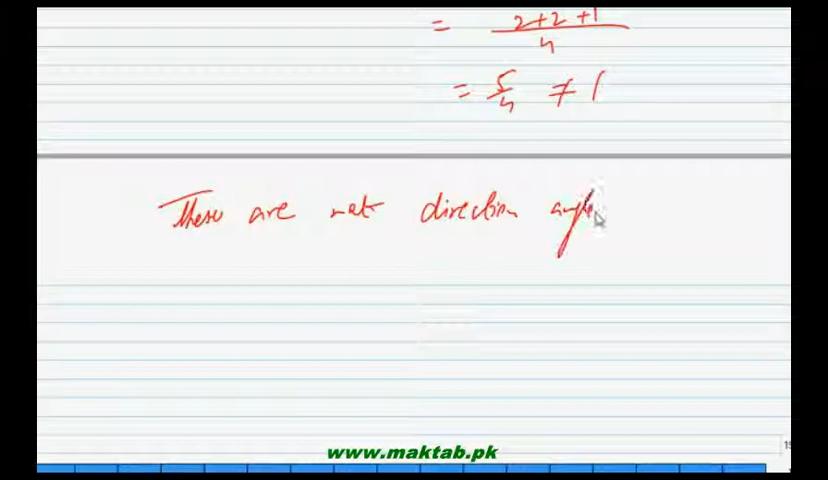 = 2+2+1 / 4
= 5/4 ≠ 1
These are not direction angle
www.maktab.pk